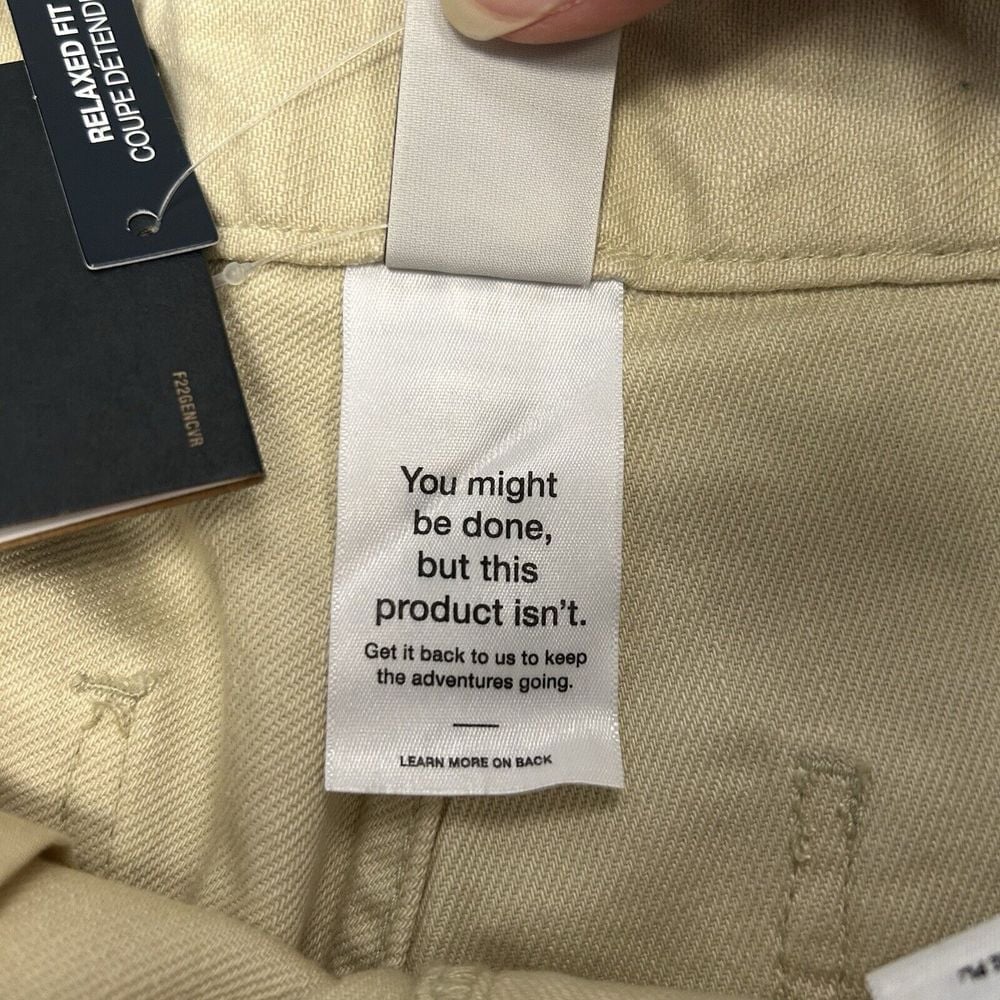 RELAXED FIT
COUPE DÉTEND
F22GENCVR
You might
be done,
but this
product isn't.
Get it back to us to keep
the adventures going.
LEARN MORE ON BACK